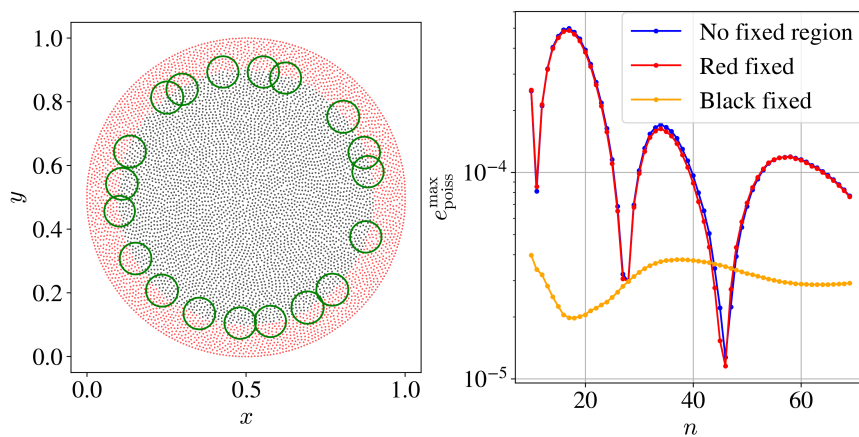 1.0
0.8
0.6
0.4
0.2
0.0
y
0.0 0.5 1.0
x
No fixed region
Red fixed
Black fixed
10⁻⁴
10⁻⁵
e_poiss^max
20 40 60
n